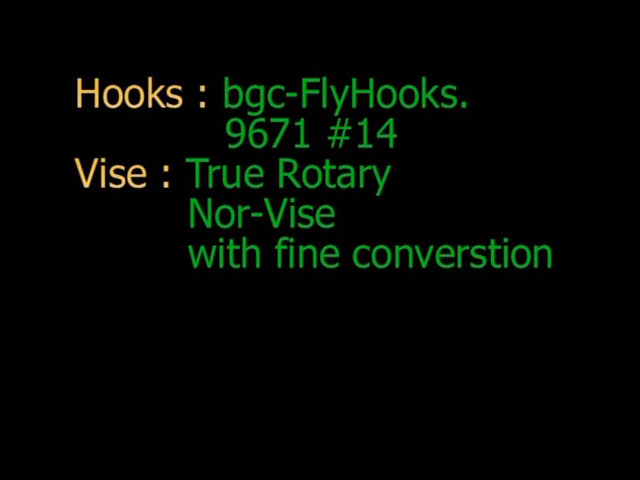 Hooks : bgc-FlyHooks.
9671 #14
Vise : True Rotary
Nor-Vise
with fine converstion